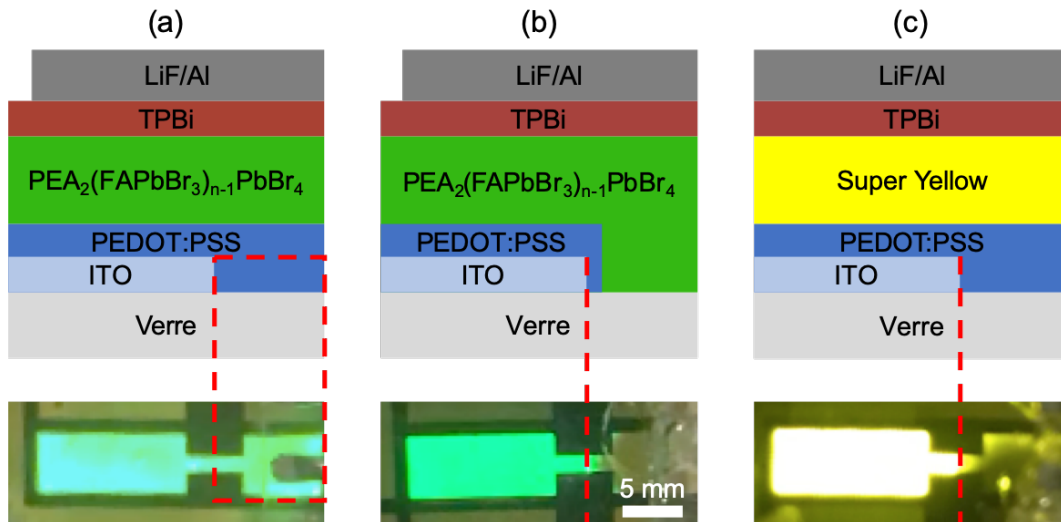 (a)
LiF/Al
TPBi
PEA₂(FAPbBr₃)ₙ₋₁PbBr₄
PEDOT:PSS
ITO
Verre
(b)
LiF/Al
TPBi
PEA₂(FAPbBr₃)ₙ₋₁PbBr₄
PEDOT:PSS
ITO
Verre
5 mm
(c)
LiF/Al
TPBi
Super Yellow
PEDOT:PSS
ITO
Verre